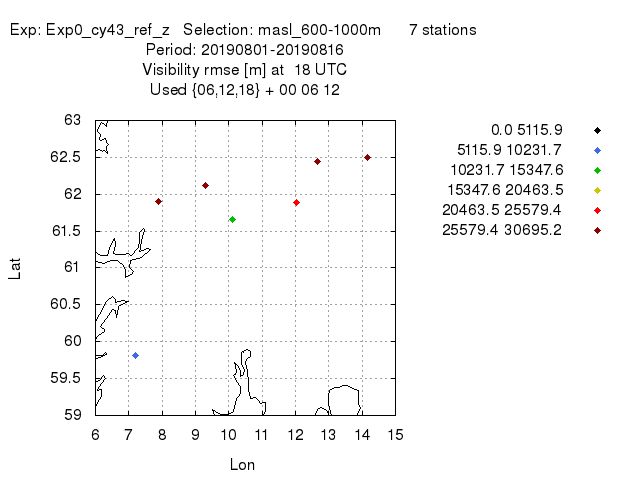 Exp: Exp0_cy43_ref_z   Selection: masl_600-1000m      7 stations
Period: 20190801-20190816
Visibility rmse [m] at  18 UTC
Used {06,12,18} + 00 06 12
0.0 5115.9
5115.9 10231.7
10231.7 15347.6
15347.6 20463.5
20463.5 25579.4
25579.4 30695.2
63
62.5
62
61.5
61
60.5
60
59.5
59
Lat
6 7 8 9 10 11 12 13 14 15
Lon